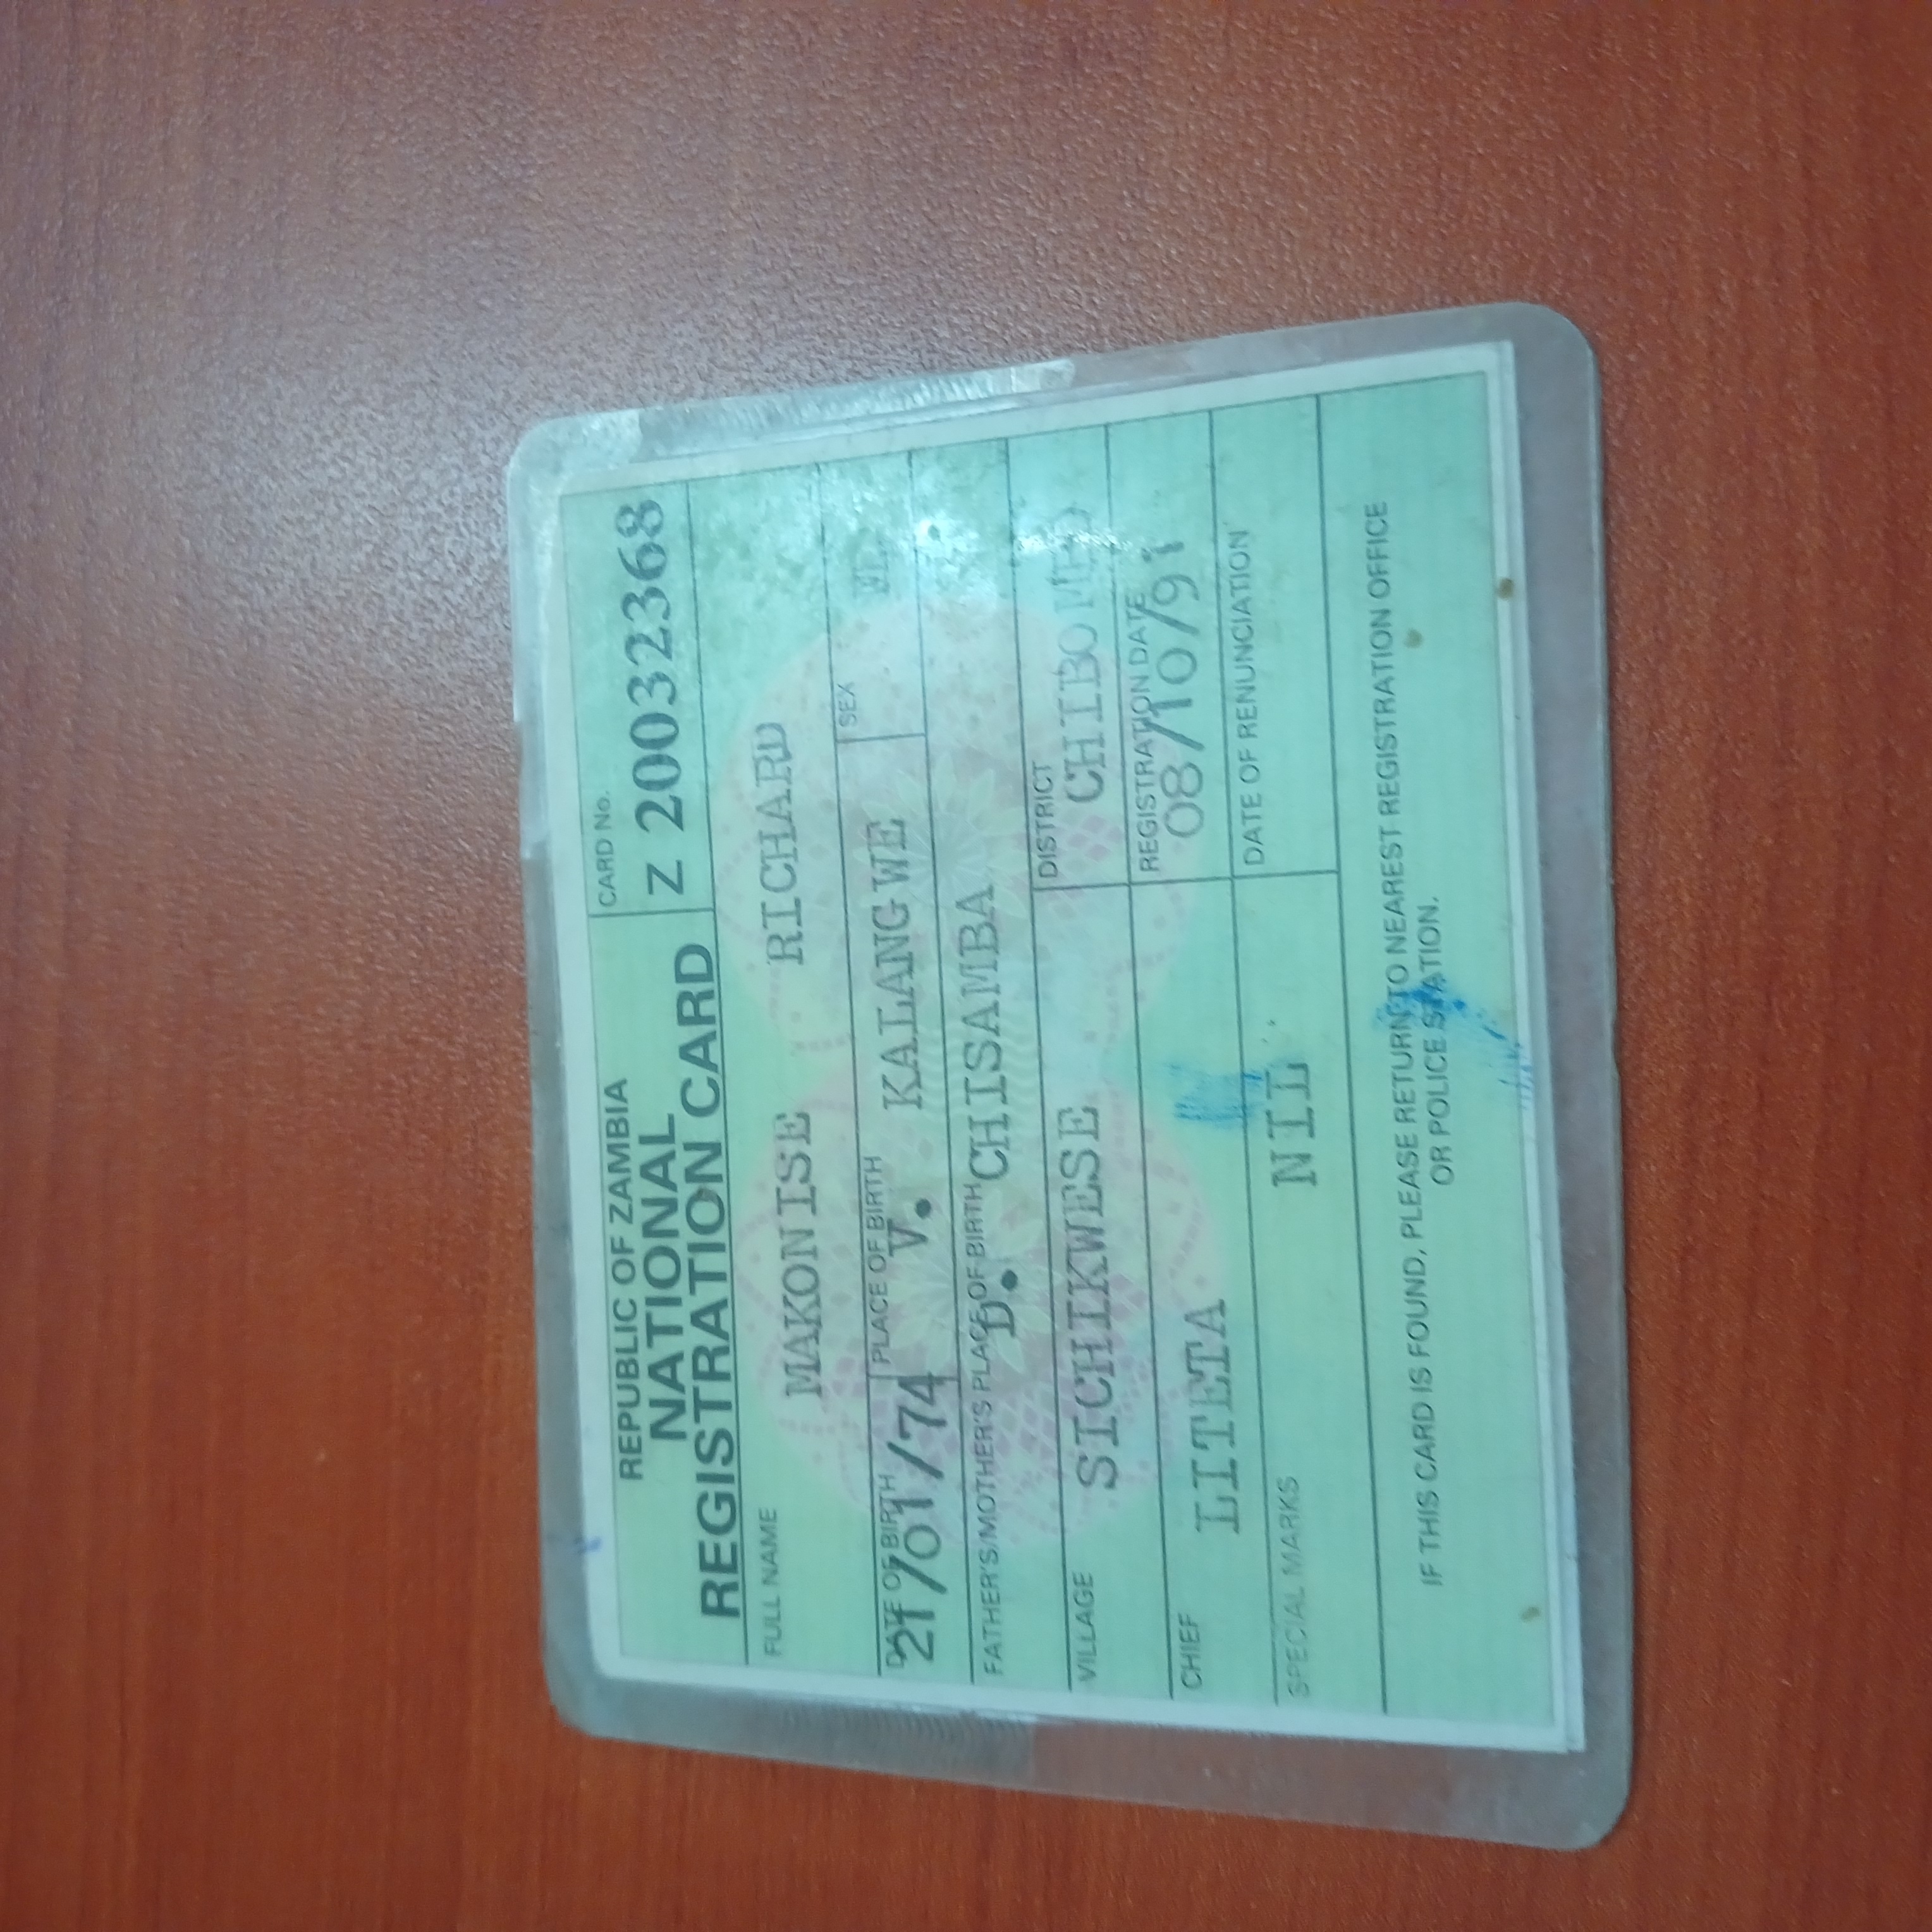 REPUBLIC OF ZAMBIA
NATIONAL
REGISTRATION CARD
CARD No.
Z 20032368
FULL NAME
MAKONISE RICHARD
DATE OF BIRTH PLACE OF BIRTH SEX
21/01/74 V. KALANGWE
FATHER'S/MOTHER'S PLACE OF BIRTH
D. CHISAMBA
VILLAGE DISTRICT
SICHIKWESE
CHIEF REGISTRATION DATE
LITETA 08/10/91
SPECIAL MARKS DATE OF RENUNCIATION
NIL
IF THIS CARD IS FOUND, PLEASE RETURN TO NEAREST REGISTRATION OFFICE
OR POLICE STATION.